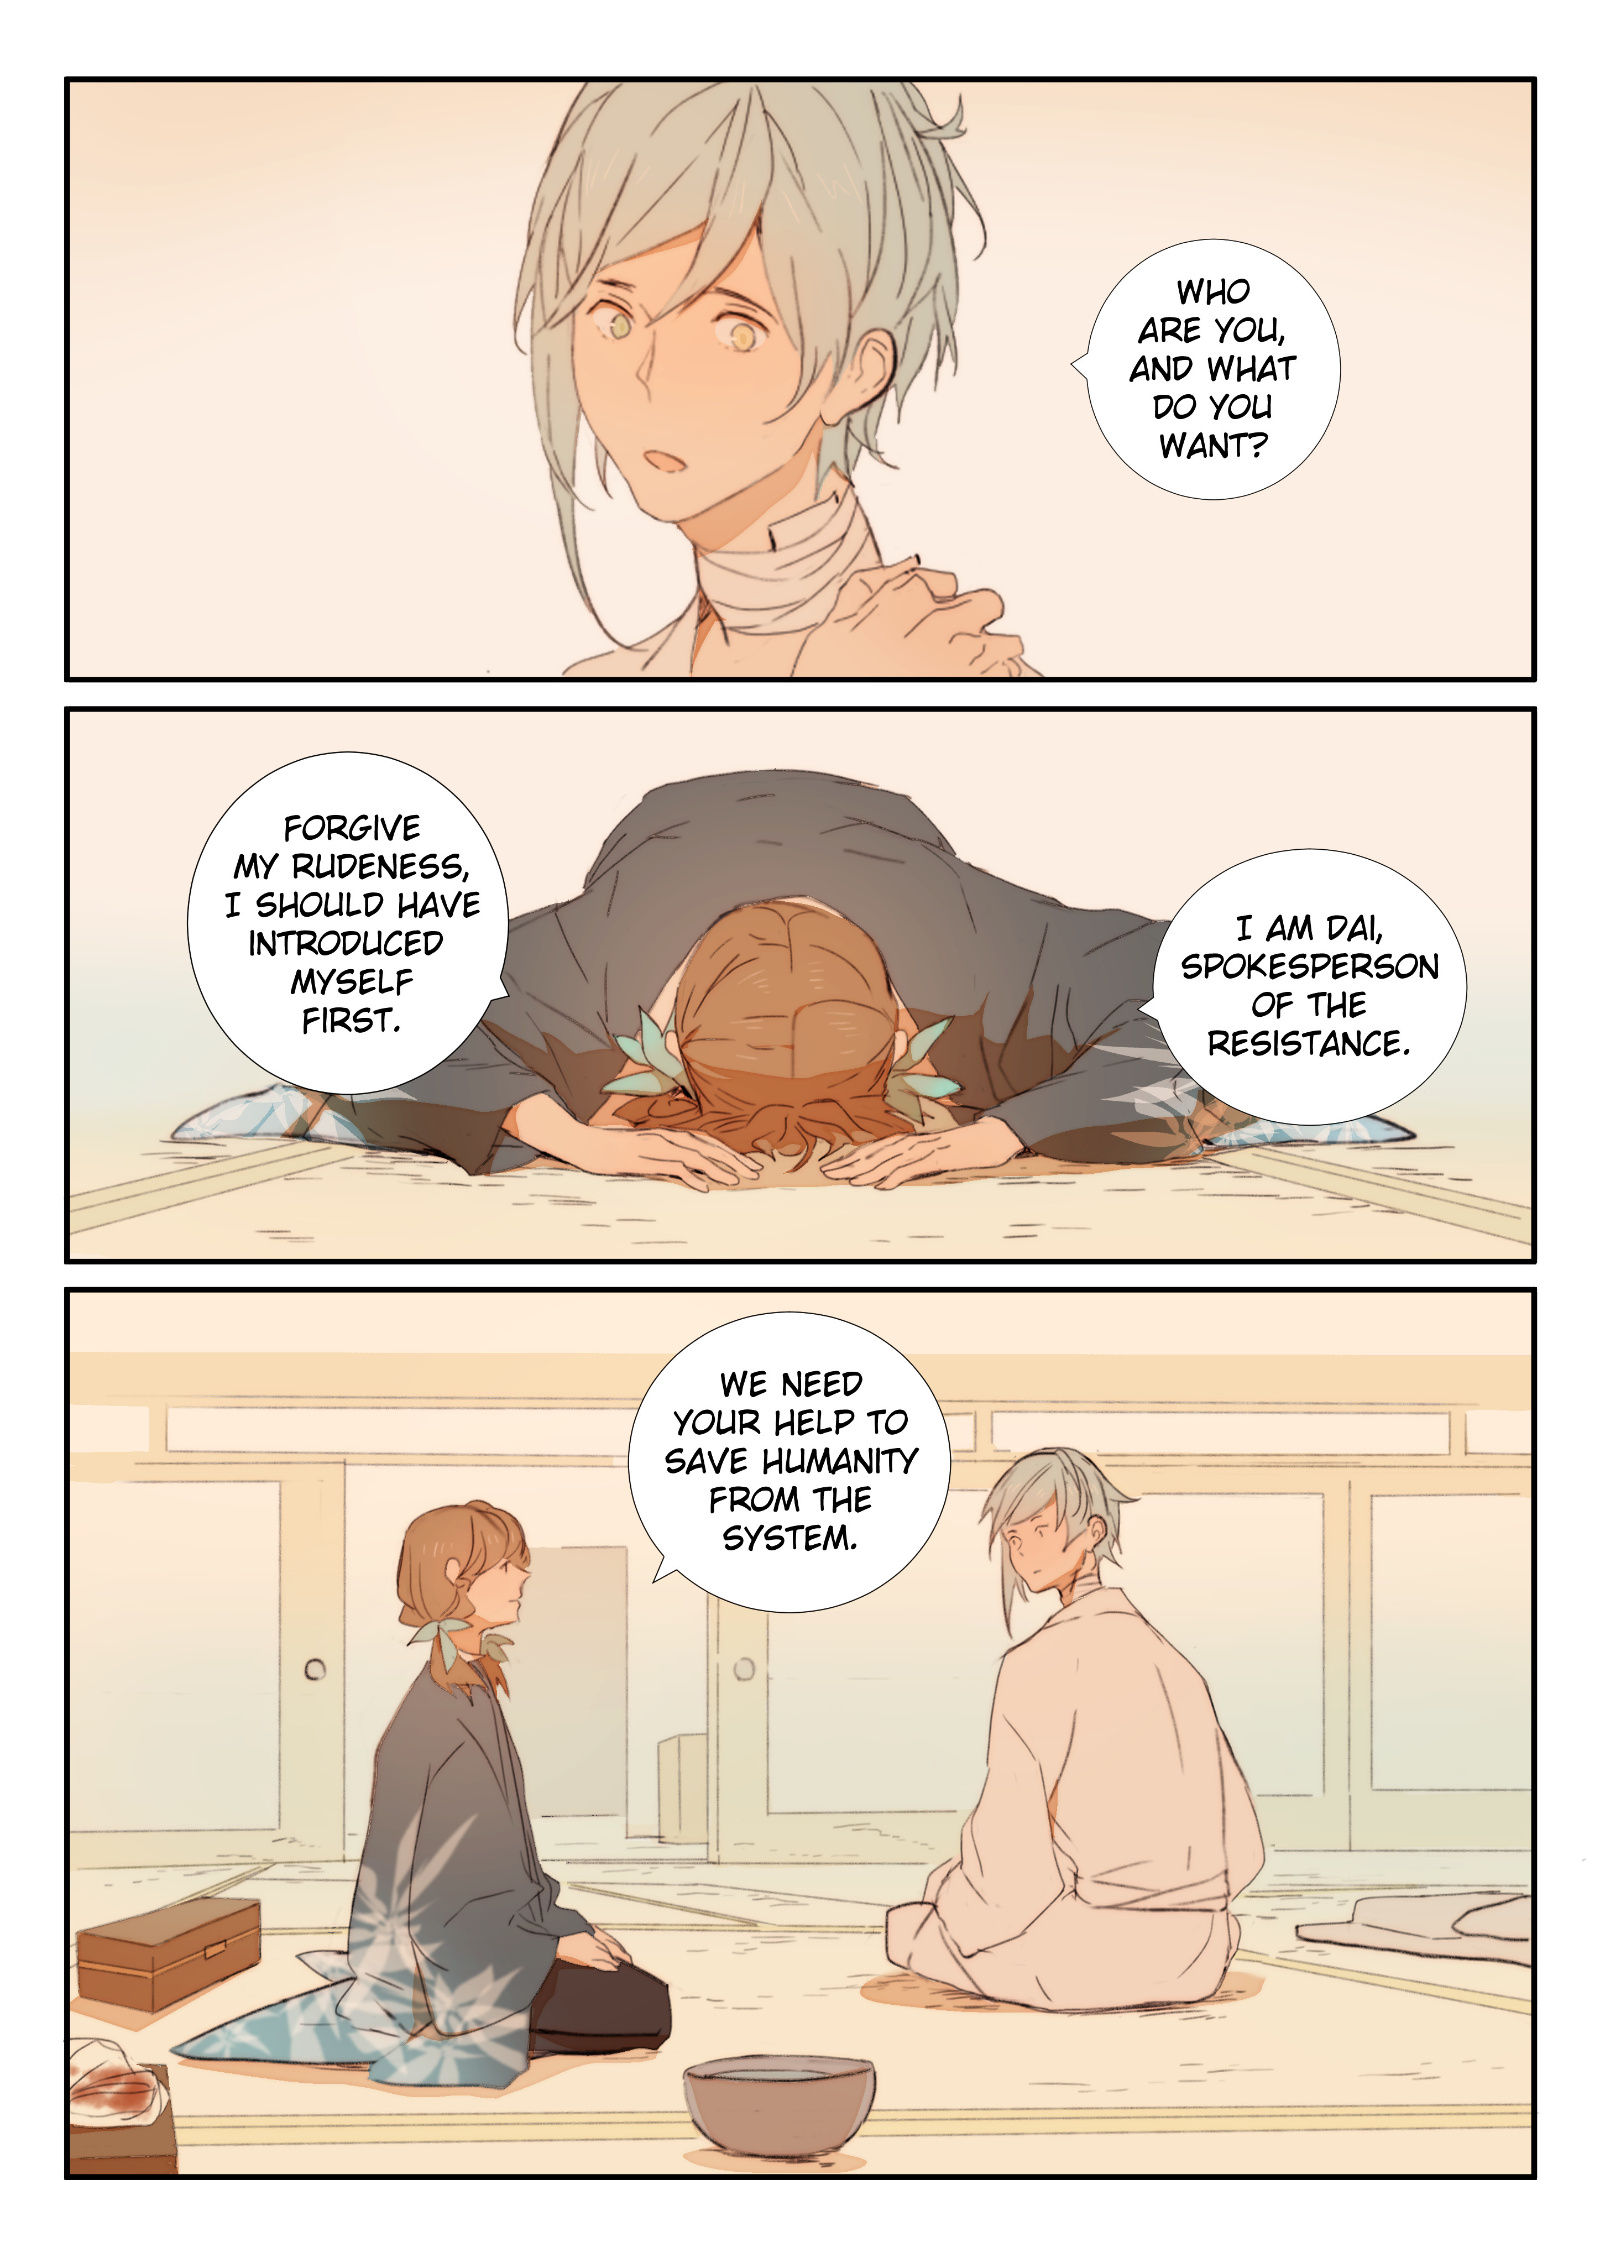 WHO
ARE YOU,
AND WHAT
DO YOU
WANT?
FORGIVE
MY RUDENESS,
I SHOULD HAVE
INTRODUCED
MYSELF
FIRST.
I AM DAI,
SPOKESPERSON
OF THE
RESISTANCE.
WE NEED
YOUR HELP TO
SAVE HUMANITY
FROM THE
SYSTEM.